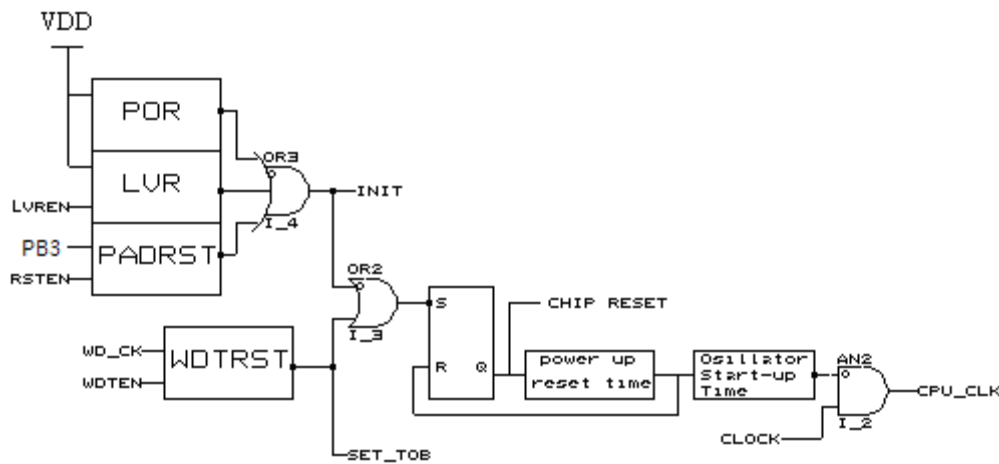 VDD
POR
LVR
PADRST
LVREN
PB3
RSTEN
OR3
I_4
INIT
OR2
I_3
WD_CK
WDTEN
WDTRST
SET_TOB
S
R Q
CHIP RESET
power up
reset time
Osillator
Start-up
Time
AN2
I_2
CLOCK
CPU_CLK